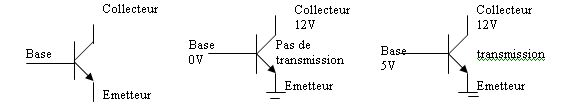 Collecteur
Base
Emetteur
Collecteur
12V
Base
0V
Pas de
transmission
Emetteur
Collecteur
12V
Base
5V
transmission
Emetteur